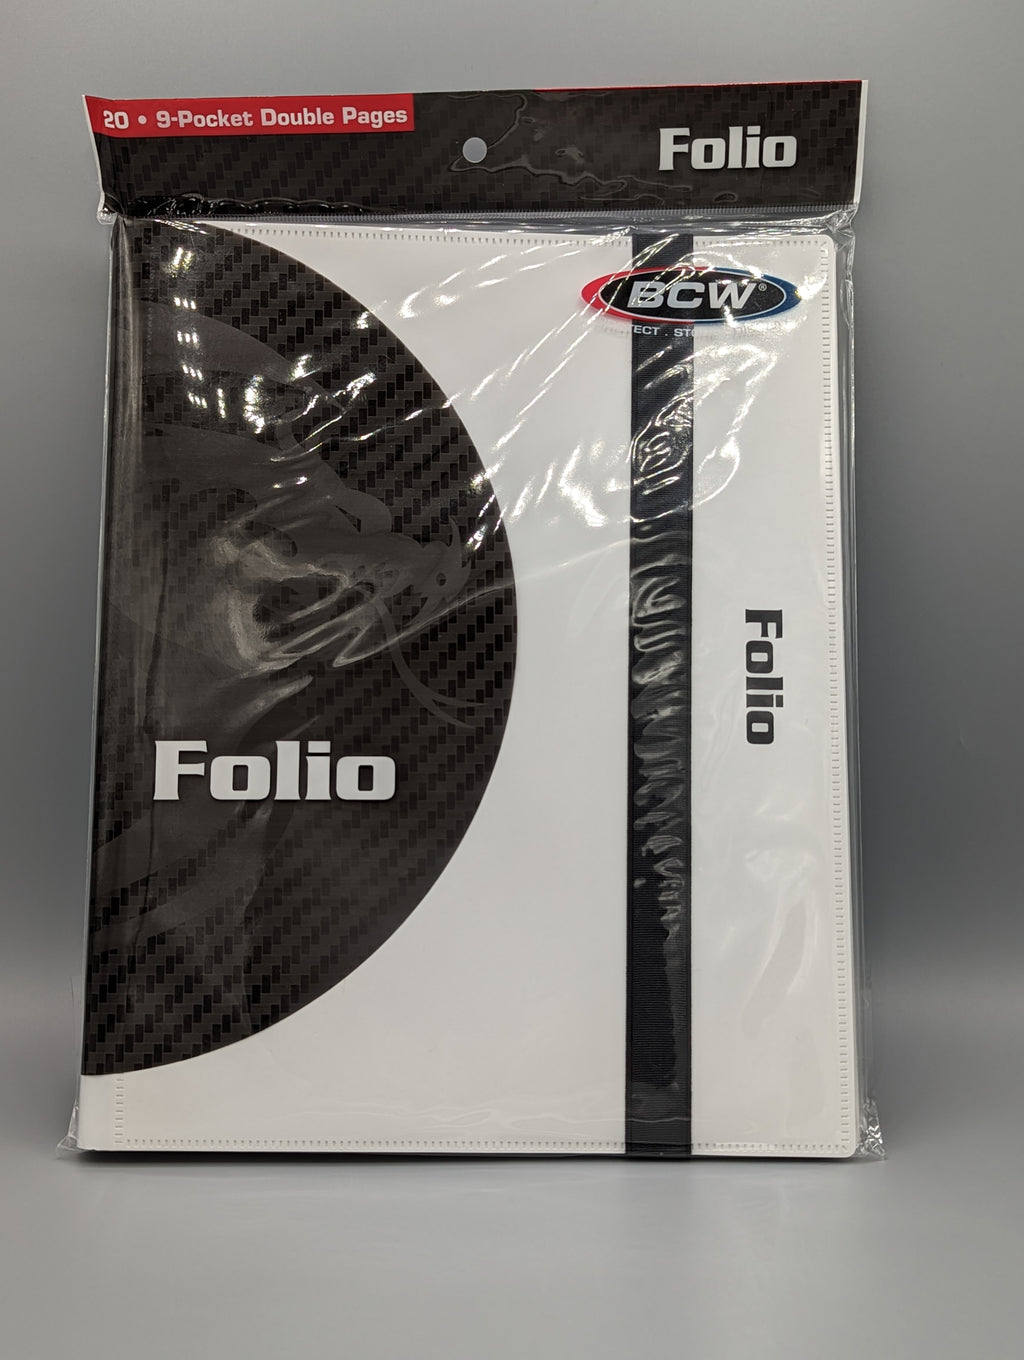 20 • 9-Pocket Double Pages
Folio
BCW®
Folio
Folio